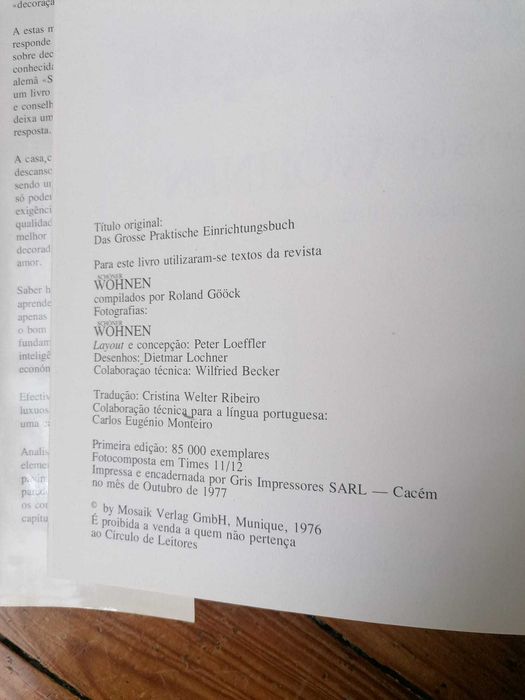 «decoraça
A estas m
responde
sobre dec
conhecida
alemã «S
um livro
e conselh
deixa um
resposta.
A casa, c
descanso
sendo un
só poder
exigênci
qualidad
melhor
decorad
amor.
Saber h
aprende
apenas
o bom
fundam
inteligê
económ
Efectiv
luxuos
uma
Analis
eleme
os cor
capítu
Título original:
Das Grosse Praktische Einrichtungsbuch
Para este livro utilizaram-se textos da revista
SCHÖNER
WOHNEN
compilados por Roland Gööck
Fotografias:
SCHÖNER
WOHNEN
Layout e concepção: Peter Loeffler
Desenhos: Dietmar Lochner
Colaboração técnica: Wilfried Becker
Tradução: Cristina Welter Ribeiro
Colaboração técnica para a língua portuguesa:
Carlos Eugénio Monteiro
Primeira edição: 85 000 exemplares
Fotocomposta em Times 11/12
Impressa e encadernada por Gris Impressores SARL — Cacém
no mês de Outubro de 1977
© by Mosaik Verlag GmbH, Munique, 1976
É proibida a venda a quem não pertença
ao Círculo de Leitores